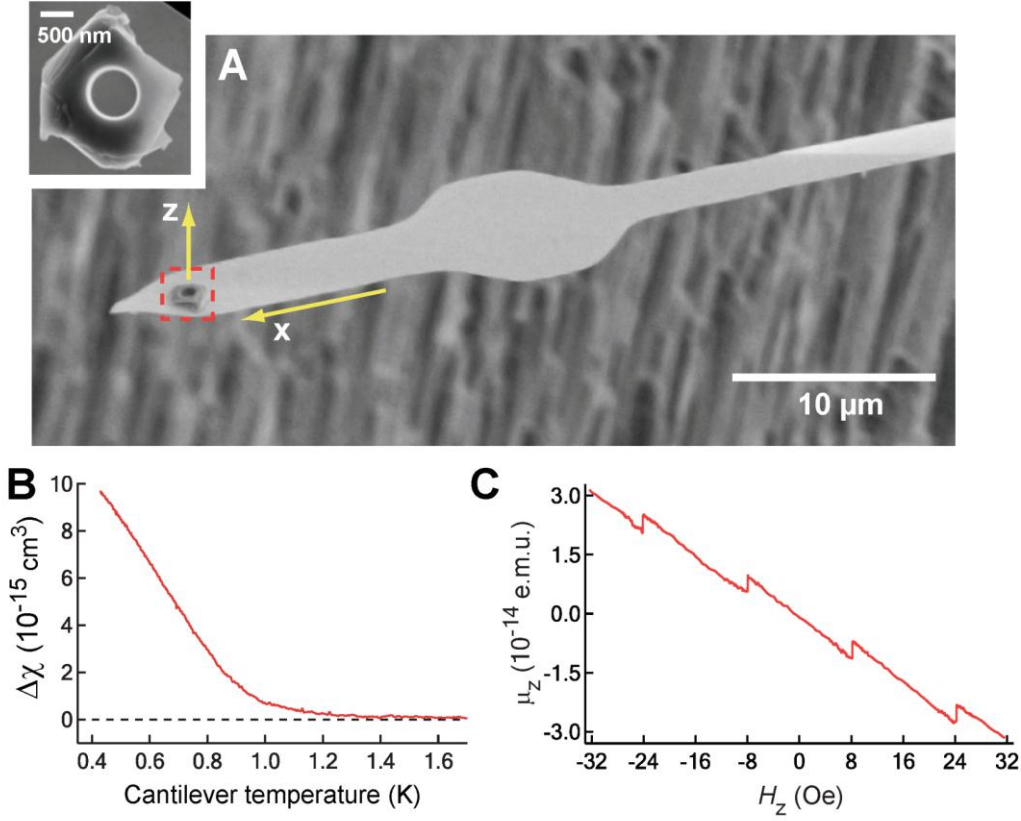 500 nm
A
z
x
10 µm
B
Δχ (10⁻¹⁵ cm³)
10
8
6
4
2
0
0.4 0.6 0.8 1.0 1.2 1.4 1.6
Cantilever temperature (K)
C
μz (10⁻¹⁴ e.m.u.)
3.0
1.5
0.0
-1.5
-3.0
-32 -24 -16 -8 0 8 16 24 32
Hz (Oe)